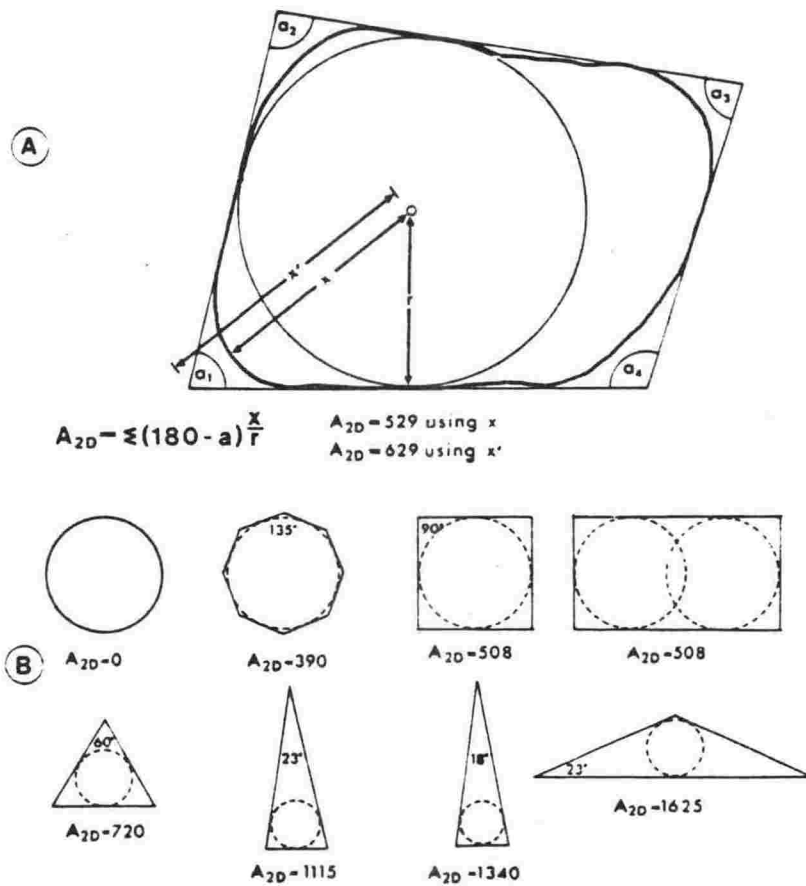 a₂
a₃
A
x'
x
r
a₁
a₄
A₂D=Σ(180-a)x/r
A₂D=529 using x
A₂D=629 using x'
135°
90°
A₂D=0
A₂D=390
A₂D=508
A₂D=508
B
60°
23°
18°
23°
A₂D=720
A₂D=1115
A₂D=1340
A₂D=1625